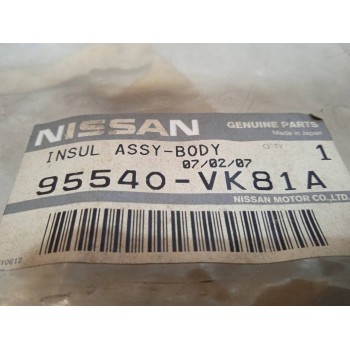 NISSAN GENUINE PARTS
Made in Japan
INSUL ASSY-BODY Q'TY 1
07/02/07
95540-VK81A
NISSAN MOTOR CO.,LTD.